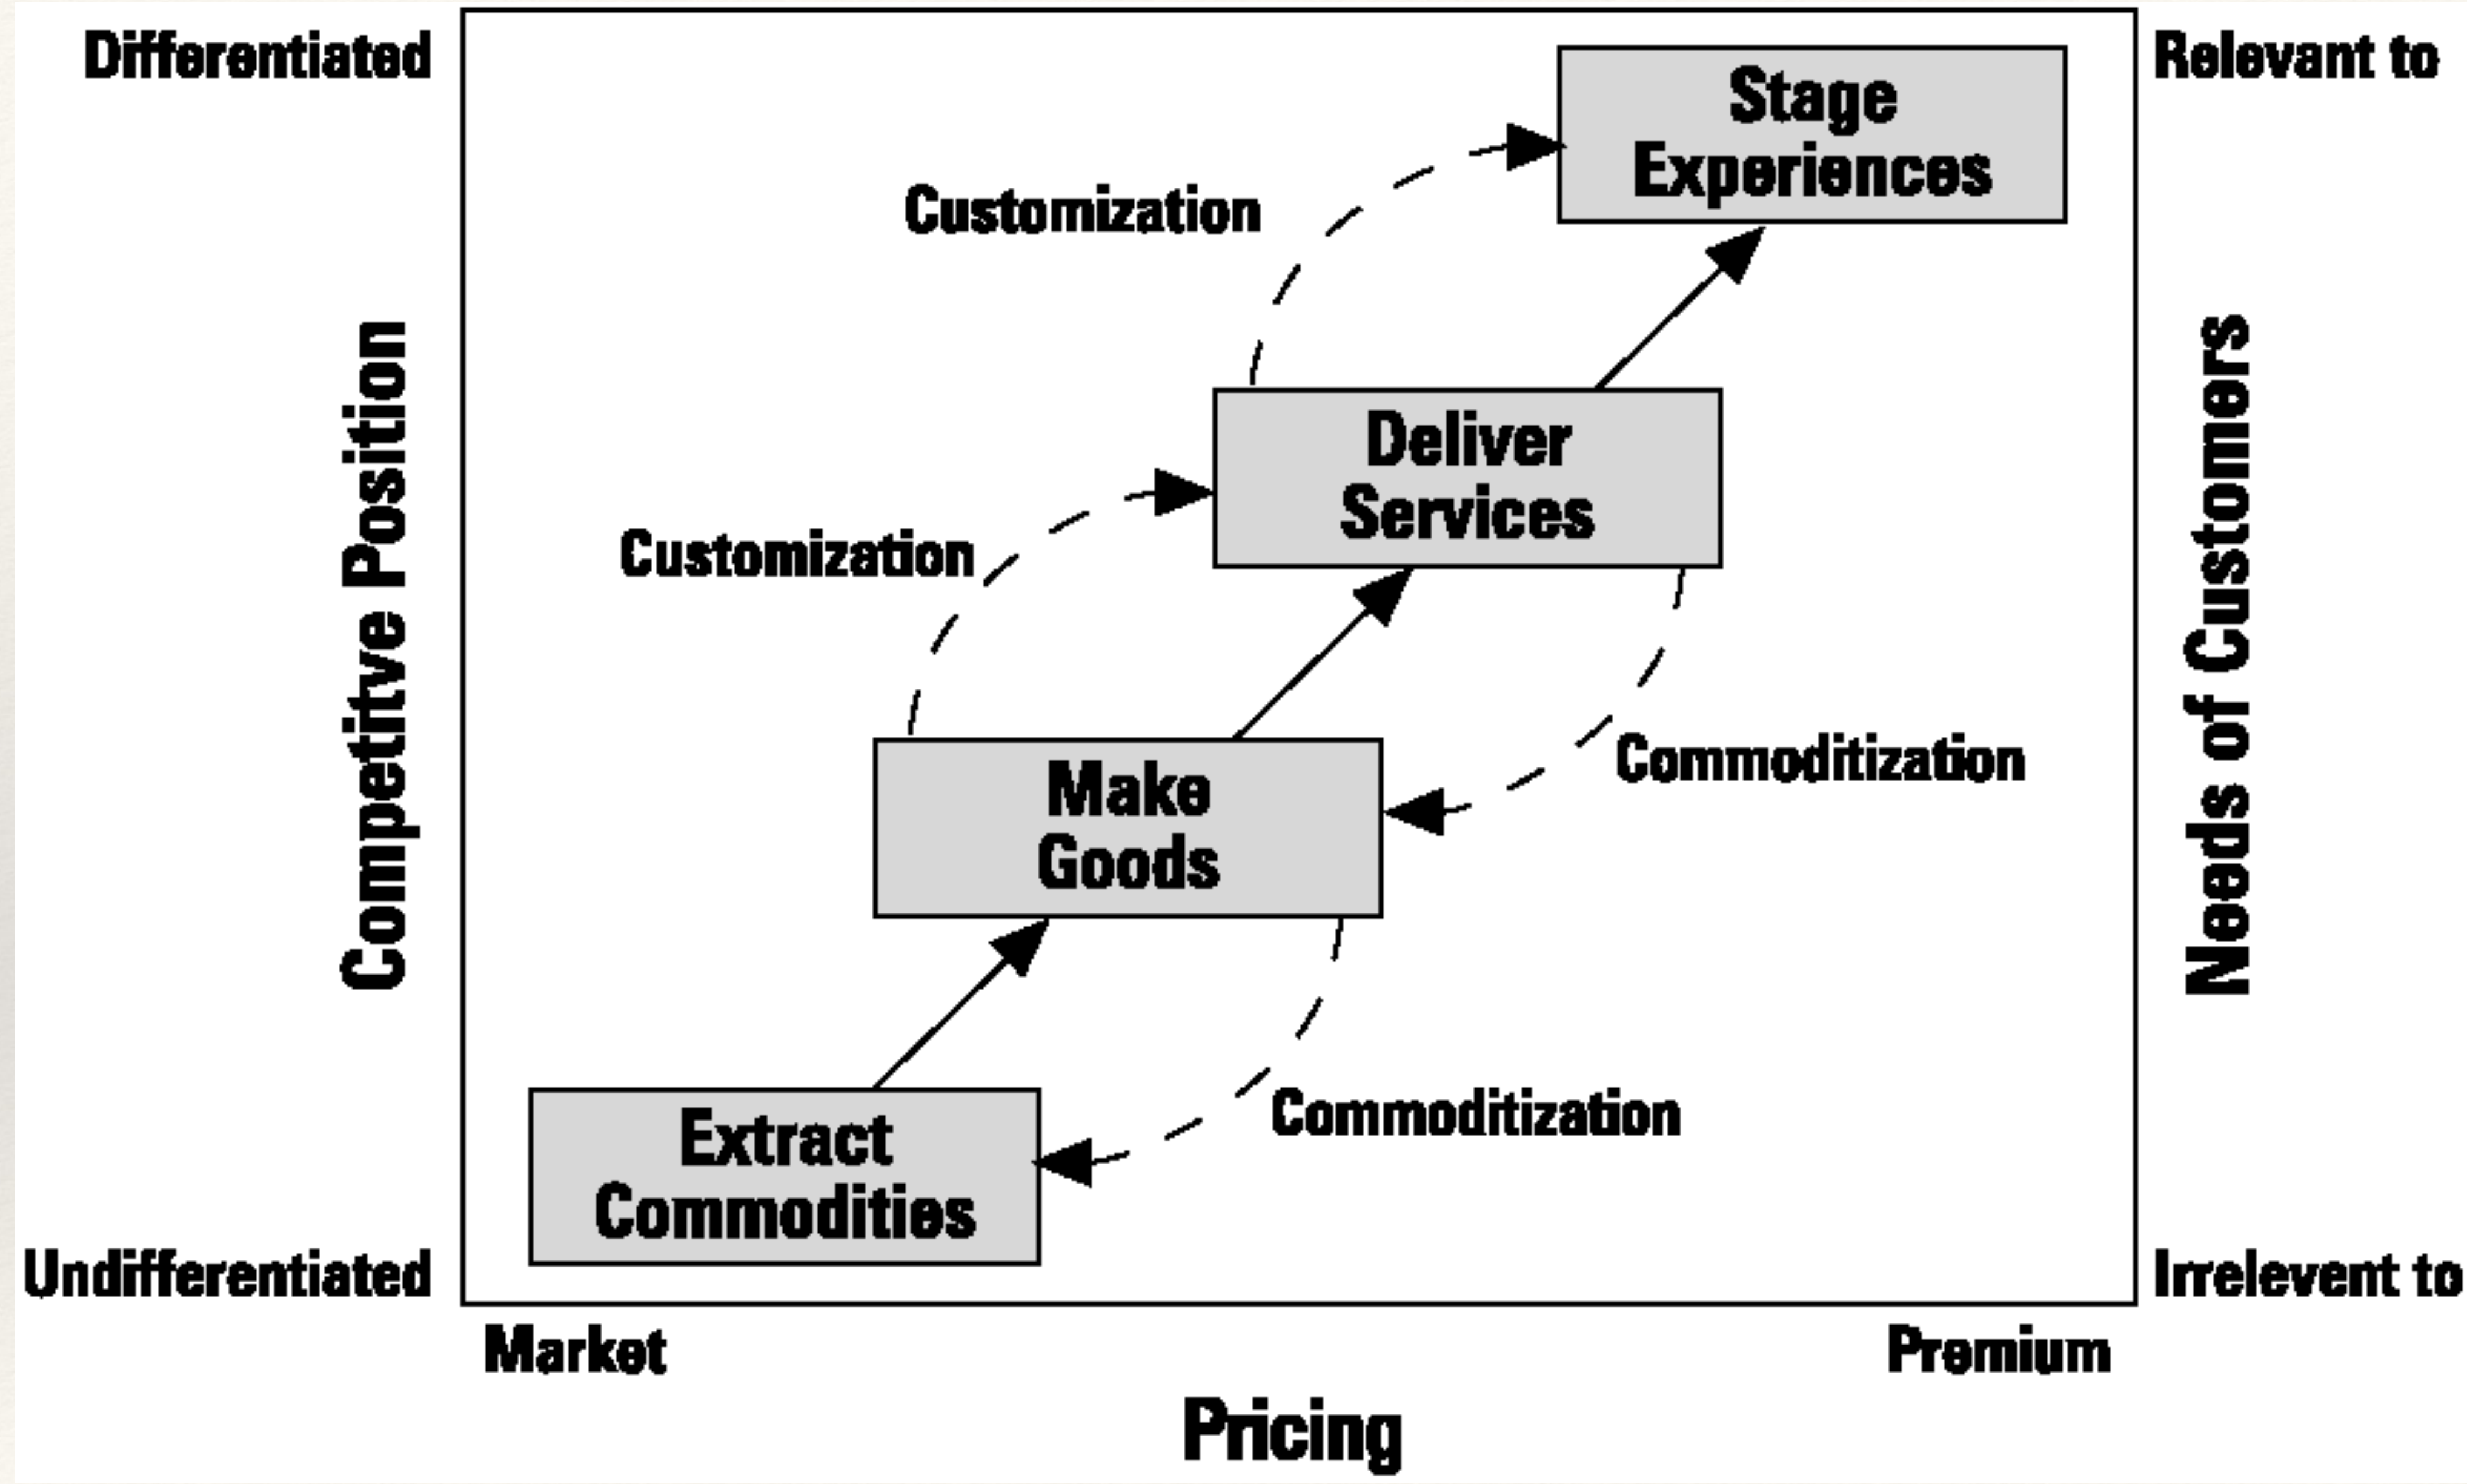 Differentiated
Relevant to
Stage
Experiences
Customization
Deliver
Services
Customization
Competitve Position
Needs of Customers
Make
Goods
Commoditization
Extract
Commodities
Commoditization
Undifferentiated
Irrelevent to
Market
Premium
Pricing